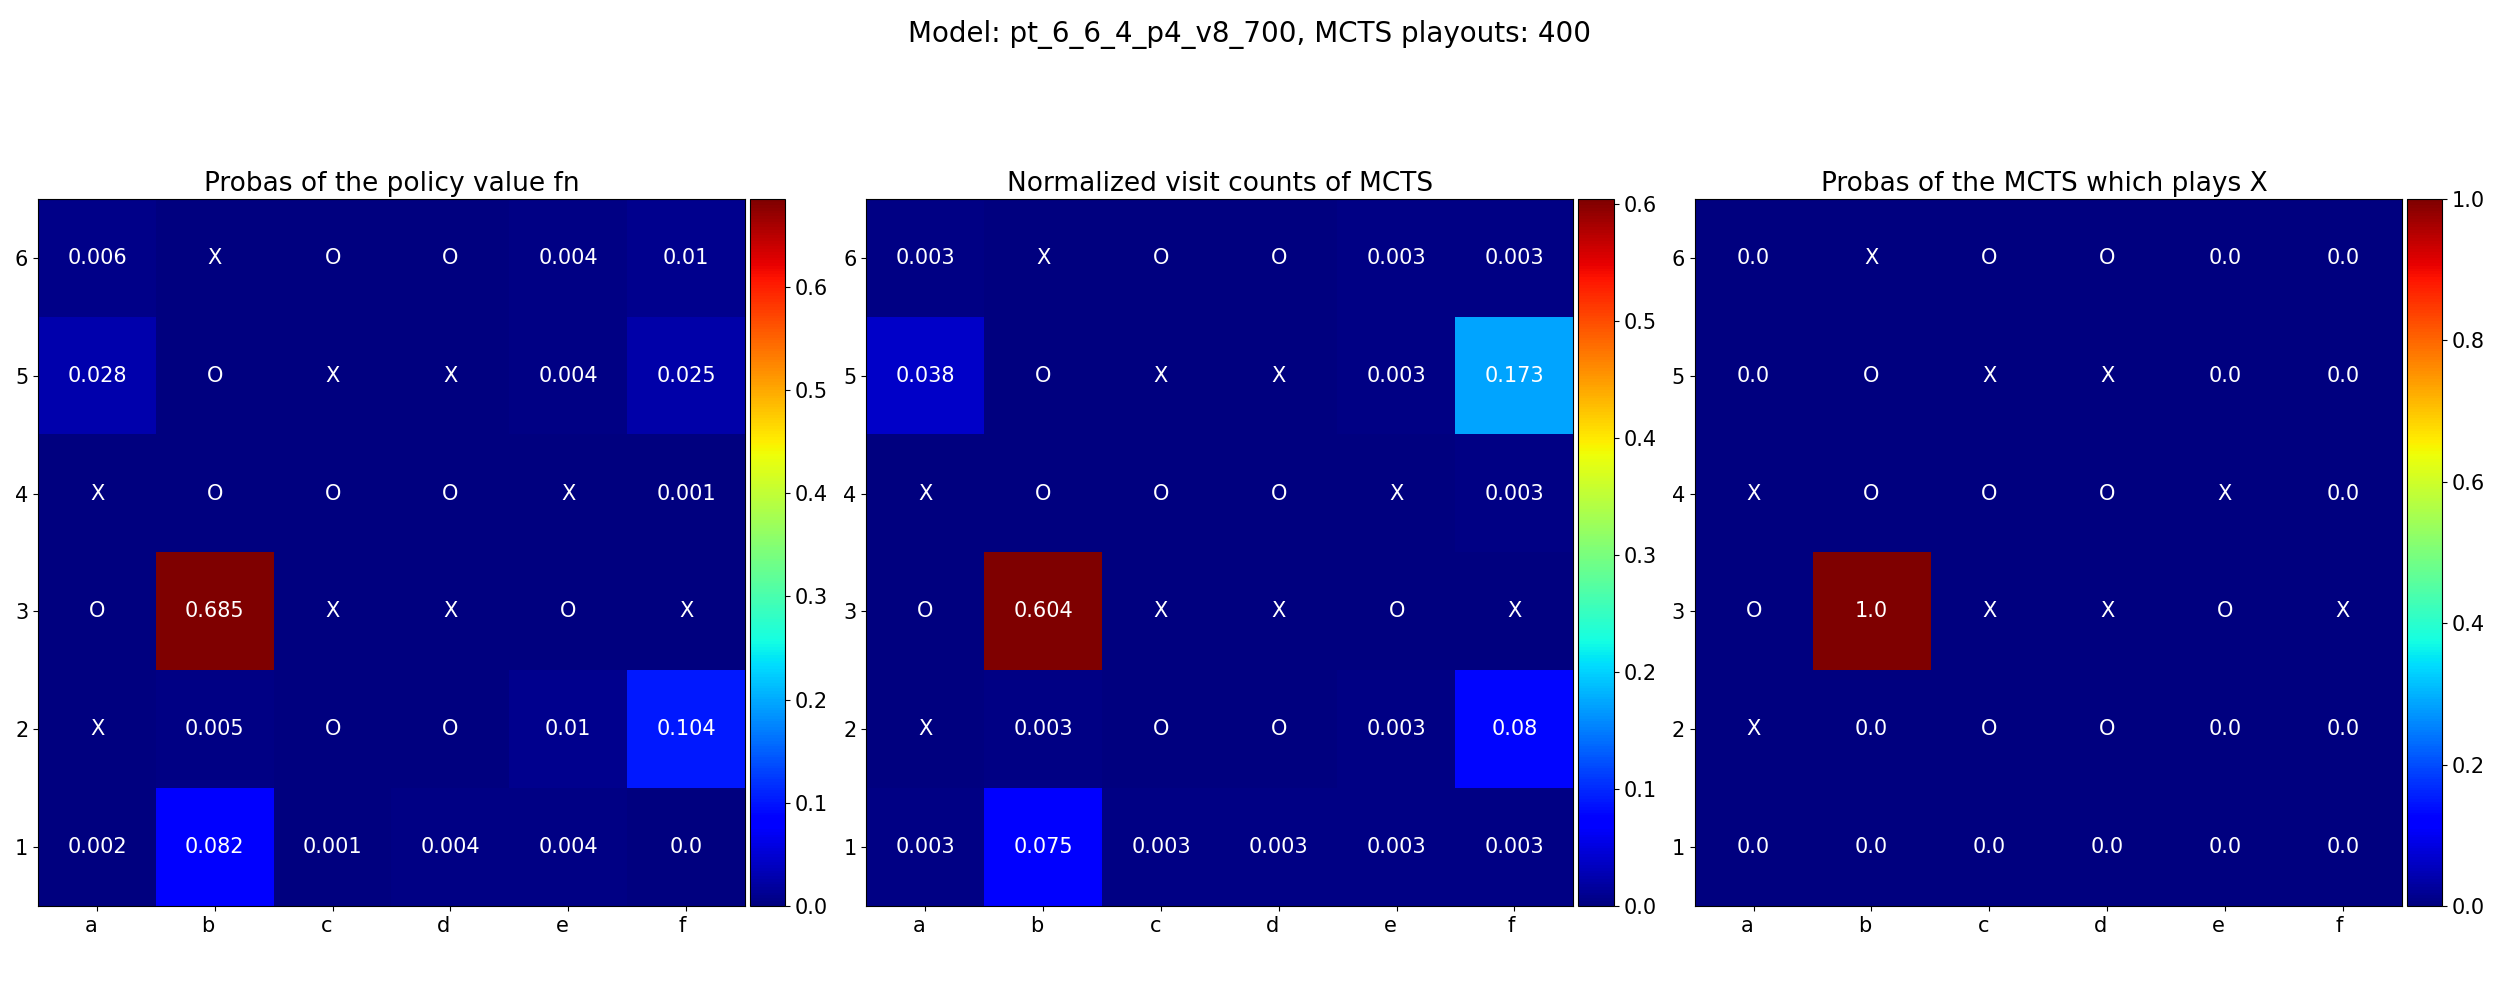 Model: pt_6_6_4_p4_v8_700, MCTS playouts: 400
Probas of the policy value fn
6 0.006 X O O 0.004 0.01
5 0.028 O X X 0.004 0.025
4 X O O O X 0.001
3 O 0.685 X X O X
2 X 0.005 O O 0.01 0.104
1 0.002 0.082 0.001 0.004 0.004 0.0
a b c d e f
0.6
0.5
0.4
0.3
0.2
0.1
0.0
Normalized visit counts of MCTS
6 0.003 X O O 0.003 0.003
5 0.038 O X X 0.003 0.173
4 X O O O X 0.003
3 O 0.604 X X O X
2 X 0.003 O O 0.003 0.08
1 0.003 0.075 0.003 0.003 0.003 0.003
a b c d e f
0.6
0.5
0.4
0.3
0.2
0.1
0.0
Probas of the MCTS which plays X
6 0.0 X O O 0.0 0.0
5 0.0 O X X 0.0 0.0
4 X O O O X 0.0
3 O 1.0 X X O X
2 X 0.0 O O 0.0 0.0
1 0.0 0.0 0.0 0.0 0.0 0.0
a b c d e f
1.0
0.8
0.6
0.4
0.2
0.0